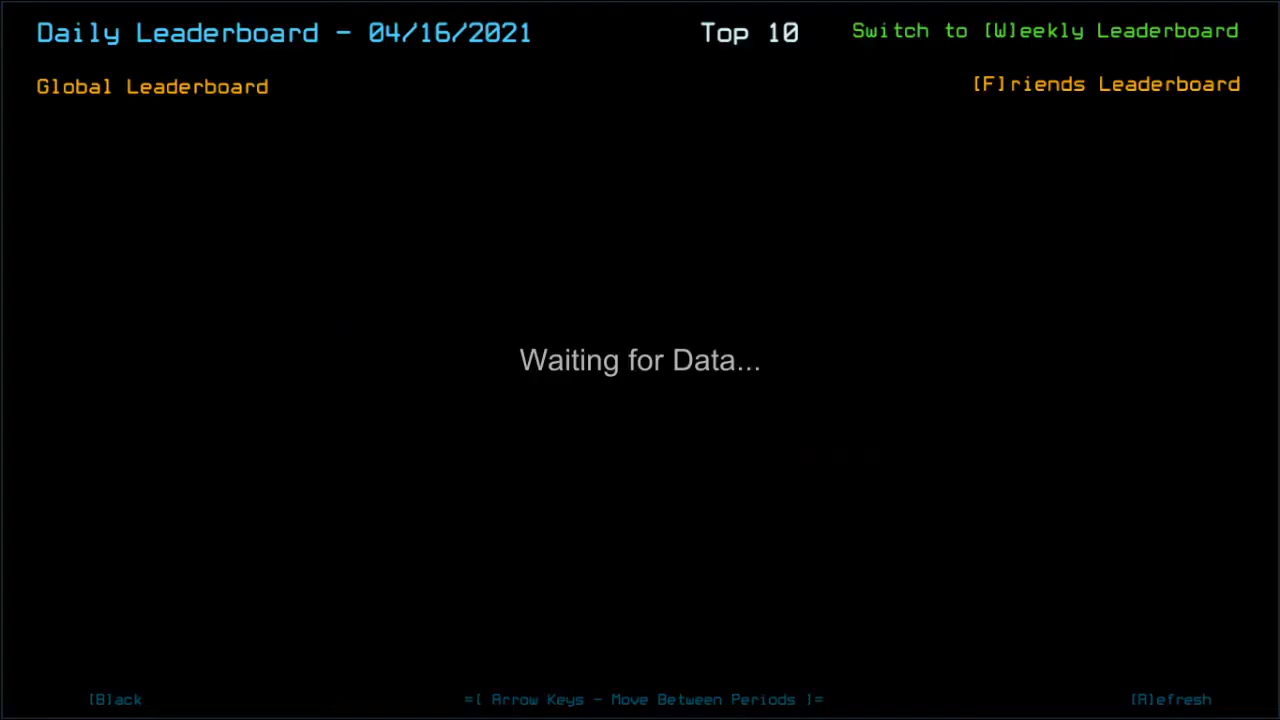 Daily Leaderboard - 04/16/2021 Top 10 Switch to [W]eekly Leaderboard
Global Leaderboard [F]riends Leaderboard
Waiting for Data...
[B]ack =[ Arrow Keys - Move Between Periods ]= [R]efresh